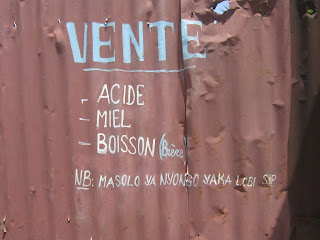 VENTE
- ACIDE
- MIEL
- BOISSON (Bière)
NB: MASOLO YA NYONGO YAKA LOBI SVP